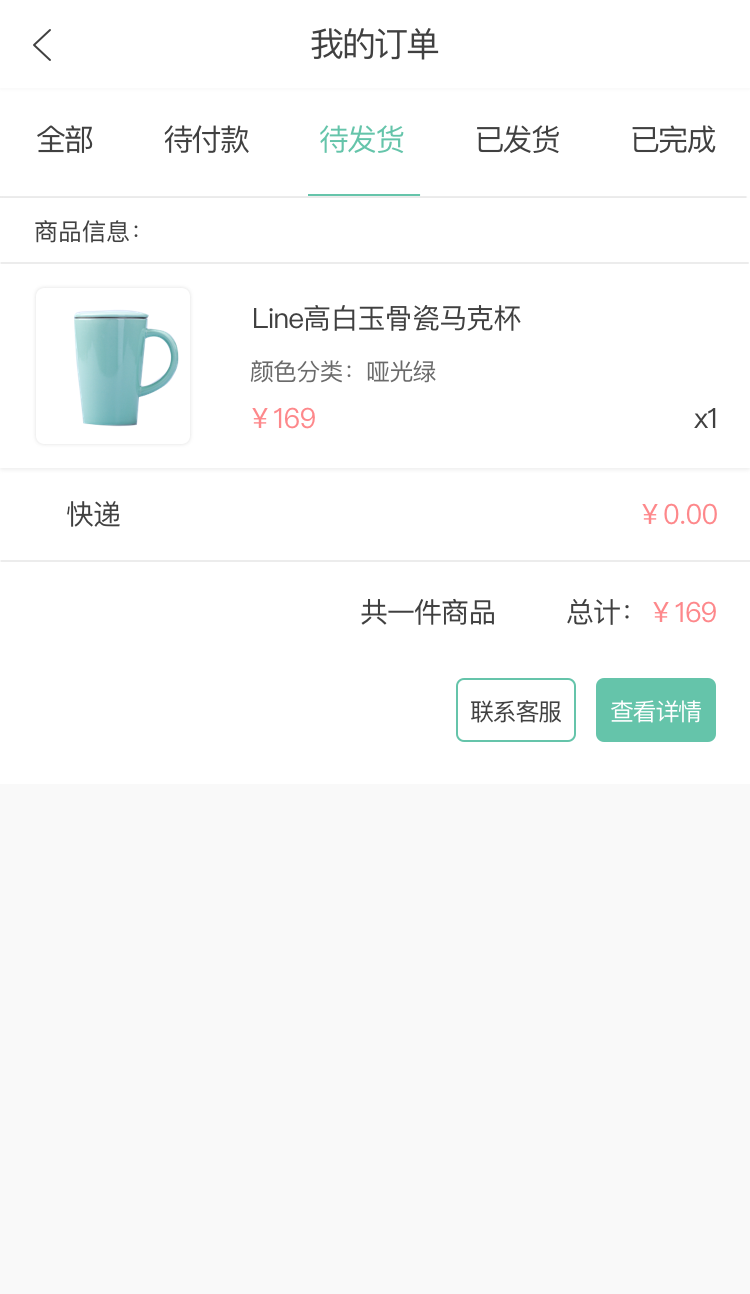 我的订单
全部 待付款 待发货 已发货 已完成
商品信息：
Line高白玉骨瓷马克杯
颜色分类：哑光绿
￥169 x1
快递 ￥0.00
共一件商品 总计：￥169
联系客服 查看详情